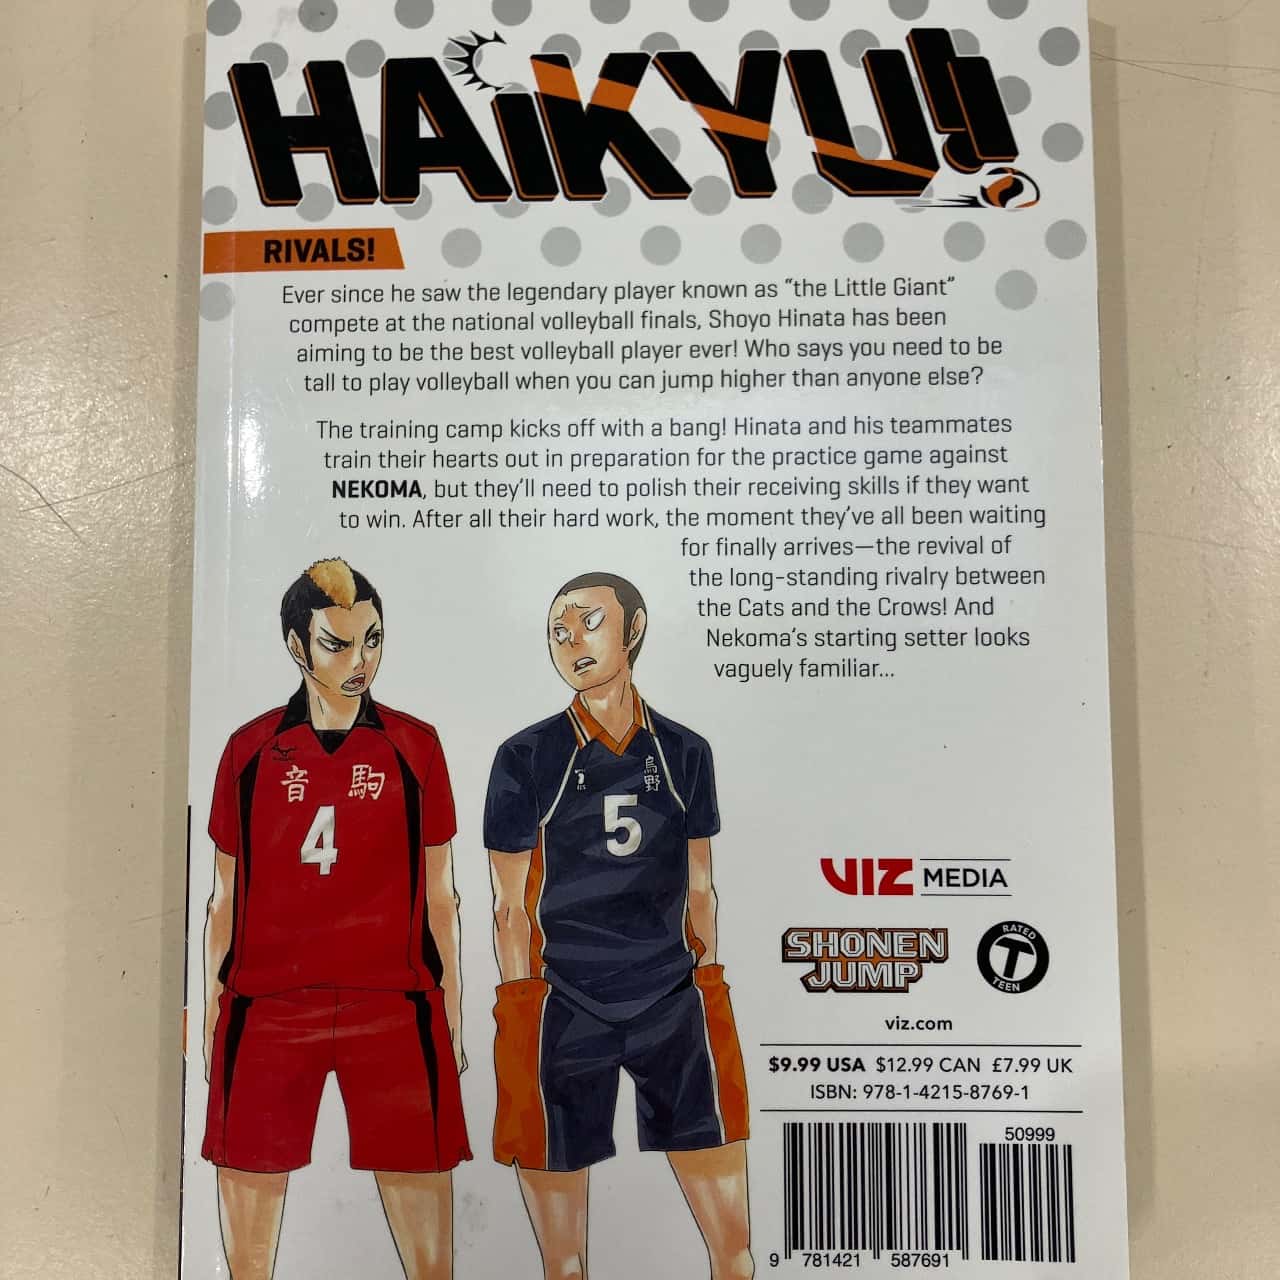 HAiKYU!!
RIVALS!
Ever since he saw the legendary player known as “the Little Giant”
compete at the national volleyball finals, Shoyo Hinata has been
aiming to be the best volleyball player ever! Who says you need to be
tall to play volleyball when you can jump higher than anyone else?
The training camp kicks off with a bang! Hinata and his teammates
train their hearts out in preparation for the practice game against
NEKOMA, but they’ll need to polish their receiving skills if they want
to win. After all their hard work, the moment they’ve all been waiting
for finally arrives—the revival of
the long-standing rivalry between
the Cats and the Crows! And
Nekoma’s starting setter looks
vaguely familiar...
音駒
4
烏野
5
VIZ MEDIA
SHONEN
JUMP
RATED
T
TEEN
viz.com
$9.99 USA $12.99 CAN £7.99 UK
ISBN: 978-1-4215-8769-1
50999
9 781421 587691